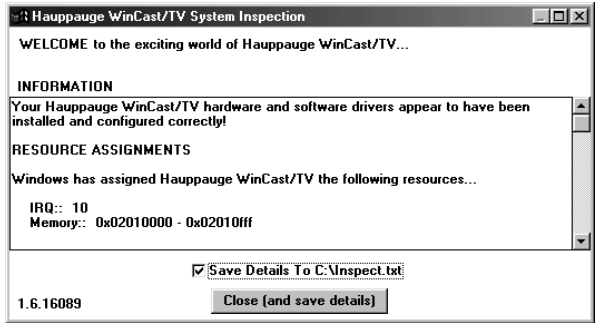 Hauppauge WinCast/TV System Inspection
WELCOME to the exciting world of Hauppauge WinCast/TV...
INFORMATION
Your Hauppauge WinCast/TV hardware and software drivers appear to have been
installed and configured correctly!
RESOURCE ASSIGNMENTS
Windows has assigned Hauppauge WinCast/TV the following resources...
IRQ:: 10
Memory:: 0x02010000 - 0x02010fff
Save Details To C:\Inspect.txt
1.6.16089
Close (and save details)